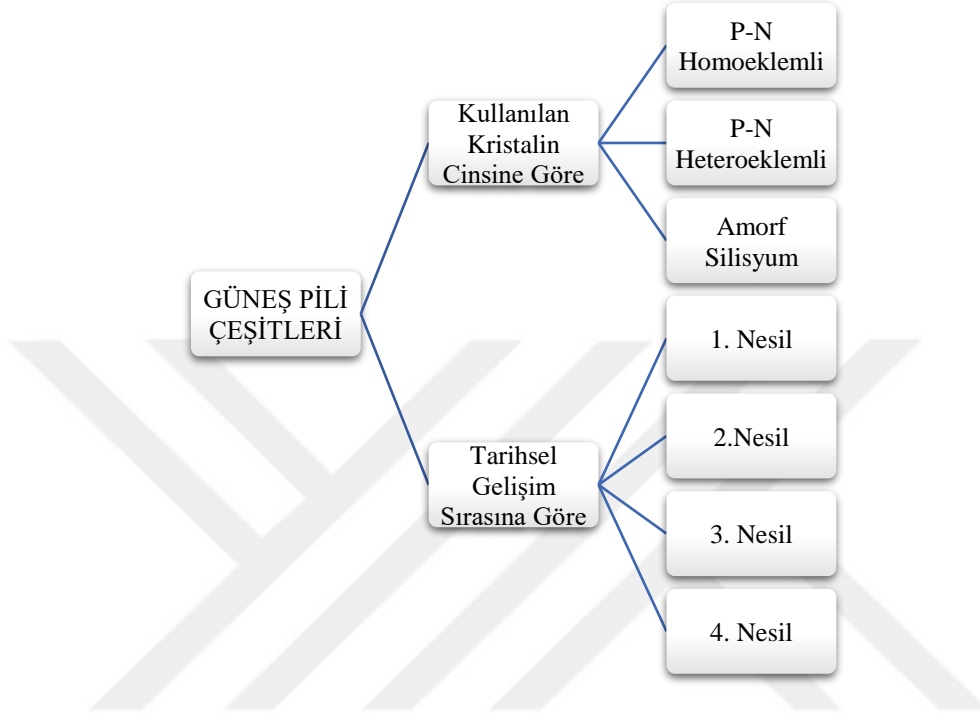 GÜNEŞ PİLİ
ÇEŞİTLERİ
Kullanılan
Kristalin
Cinsine Göre
P-N
Homoeklemli
P-N
Heteroeklemli
Amorf
Silisyum
Tarihsel
Gelişim
Sırasına Göre
1. Nesil
2.Nesil
3. Nesil
4. Nesil